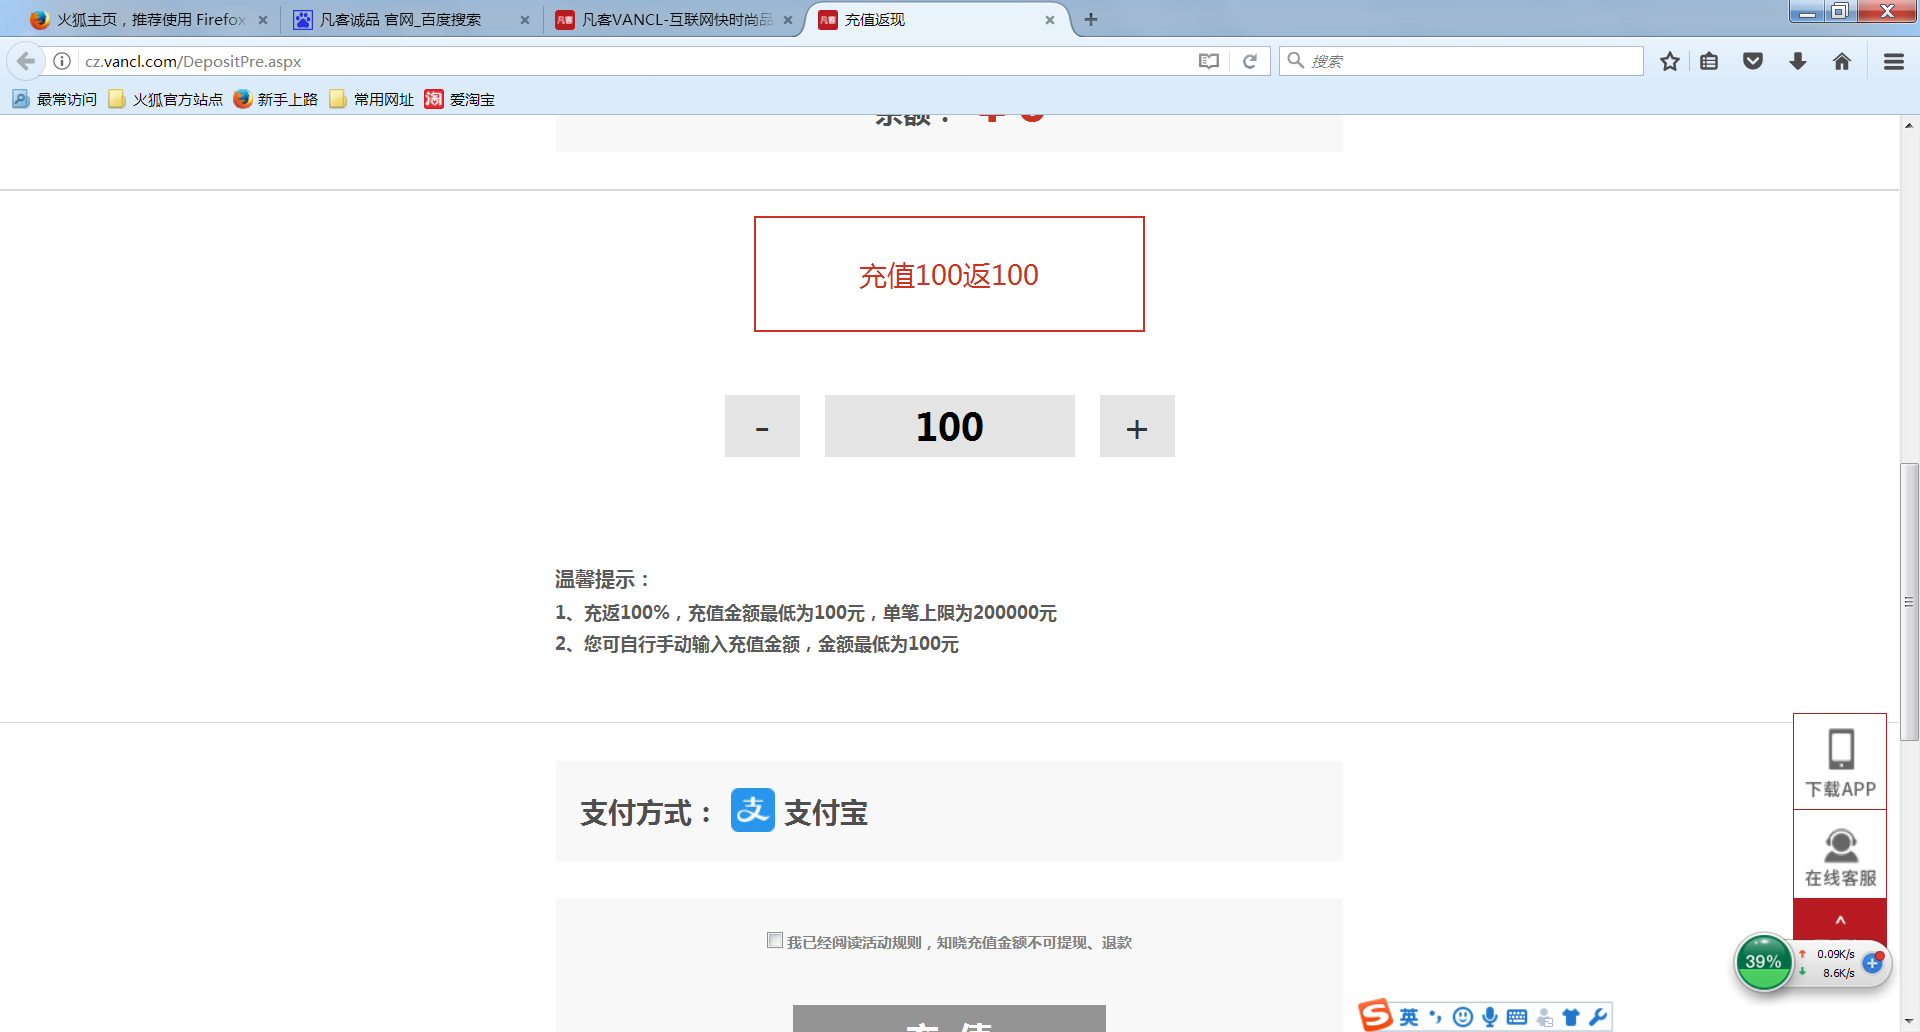 火狐主页，推荐使用 Firefox
凡客诚品 官网_百度搜索
凡客VANCL-互联网快时尚品
充值返现
cz.vancl.com/DepositPre.aspx
搜索
最常访问
火狐官方站点
新手上路
常用网址
淘
爱淘宝
余额：
充值100返100
-
100
+
温馨提示：
1、充返100%，充值金额最低为100元，单笔上限为200000元
2、您可自行手动输入充值金额，金额最低为100元
支付方式：
支
支付宝
下载APP
在线客服
我已经阅读活动规则，知晓充值金额不可提现、退款
39%
0.09K/s
8.6K/s
充 值
S
英